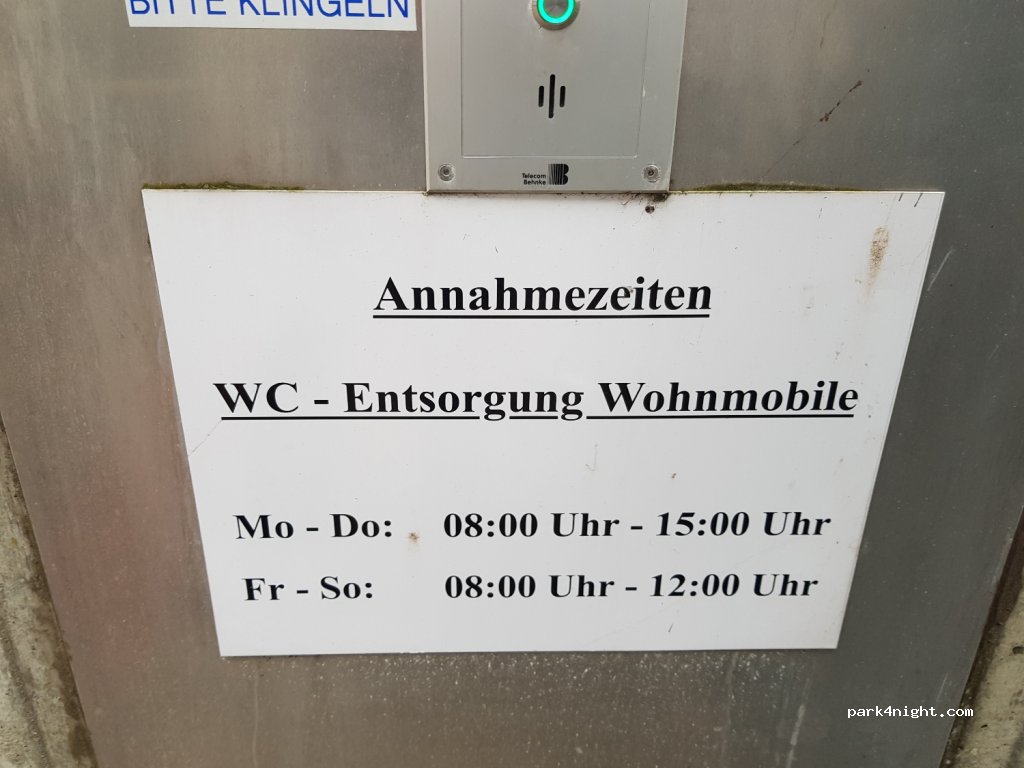 BITTE KLINGELN
Telecom
Behnke
Annahmezeiten
WC - Entsorgung Wohnmobile
Mo - Do: 08:00 Uhr - 15:00 Uhr
Fr - So: 08:00 Uhr - 12:00 Uhr
park4night.com